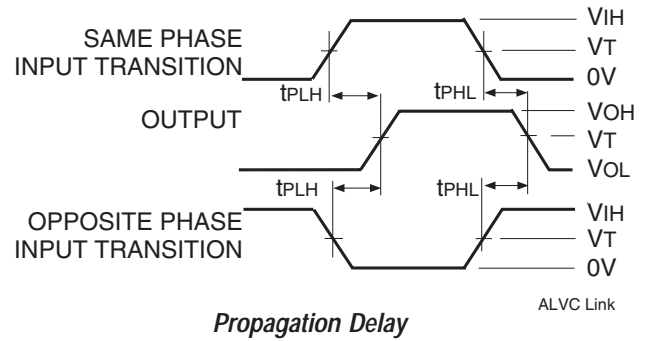 SAME PHASE
INPUT TRANSITION
VIH
VT
0V
tPLH
tPHL
OUTPUT
VOH
VT
VOL
tPLH
tPHL
OPPOSITE PHASE
INPUT TRANSITION
VIH
VT
0V
ALVC Link
Propagation Delay